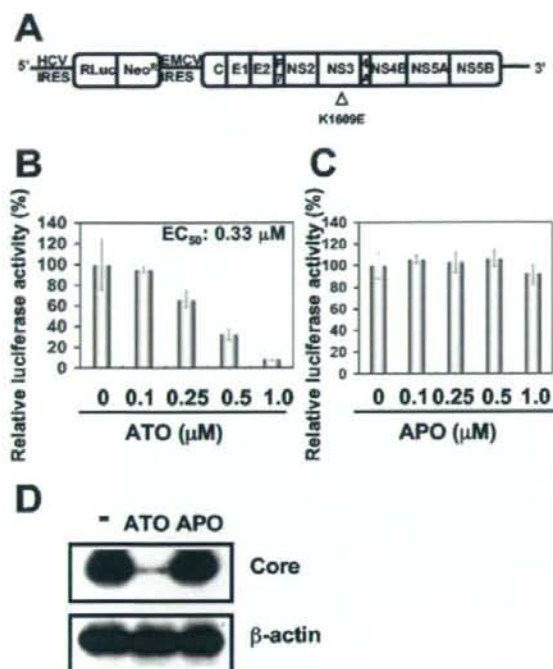 A
5' HCV IRES RLuc Neo^R EMCV IRES C E1 E2 NS2 NS3 NS4B NS5A NS5B 3'
K1609E
B
Relative luciferase activity (%)
EC50: 0.33 μM
140
120
100
80
60
40
20
0
0 0.1 0.25 0.5 1.0
ATO (μM)
C
Relative luciferase activity (%)
140
120
100
80
60
40
20
0
0 0.1 0.25 0.5 1.0
APO (μM)
D
- ATO APO
Core
β-actin